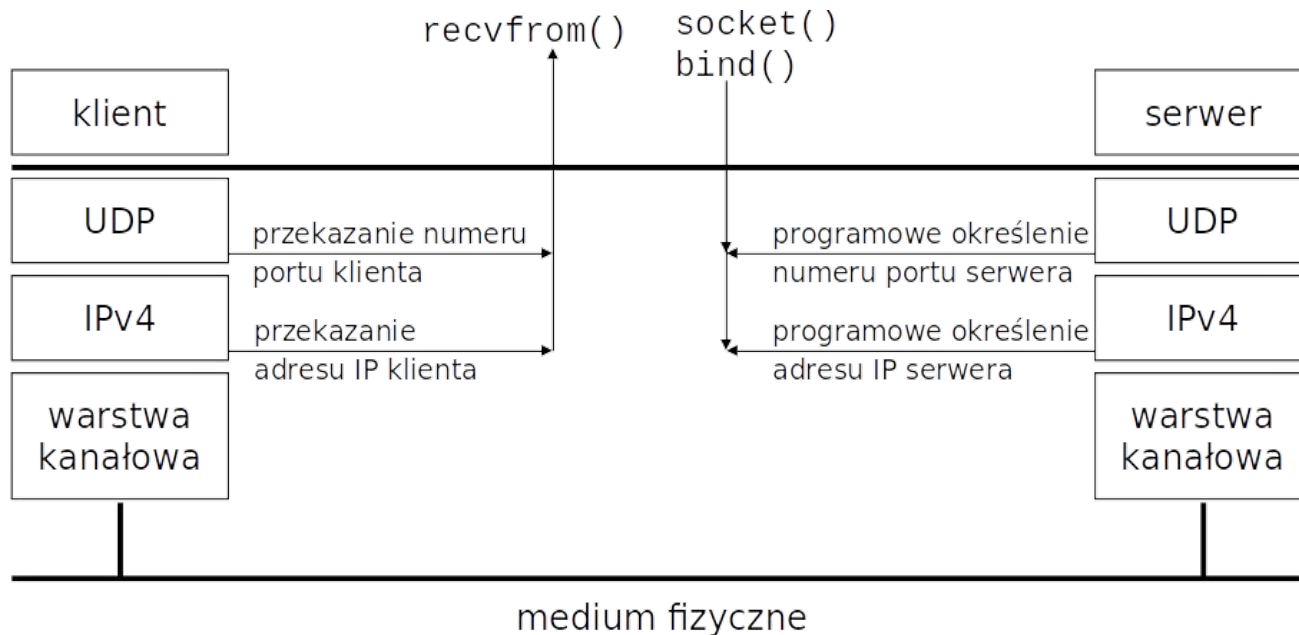 recvfrom()
socket()
bind()
klient
serwer
UDP
przekazanie numeru
portu klienta
programowe określenie
numeru portu serwera
UDP
IPv4
przekazanie
adresu IP klienta
programowe określenie
adresu IP serwera
IPv4
warstwa
kanałowa
warstwa
kanałowa
medium fizyczne